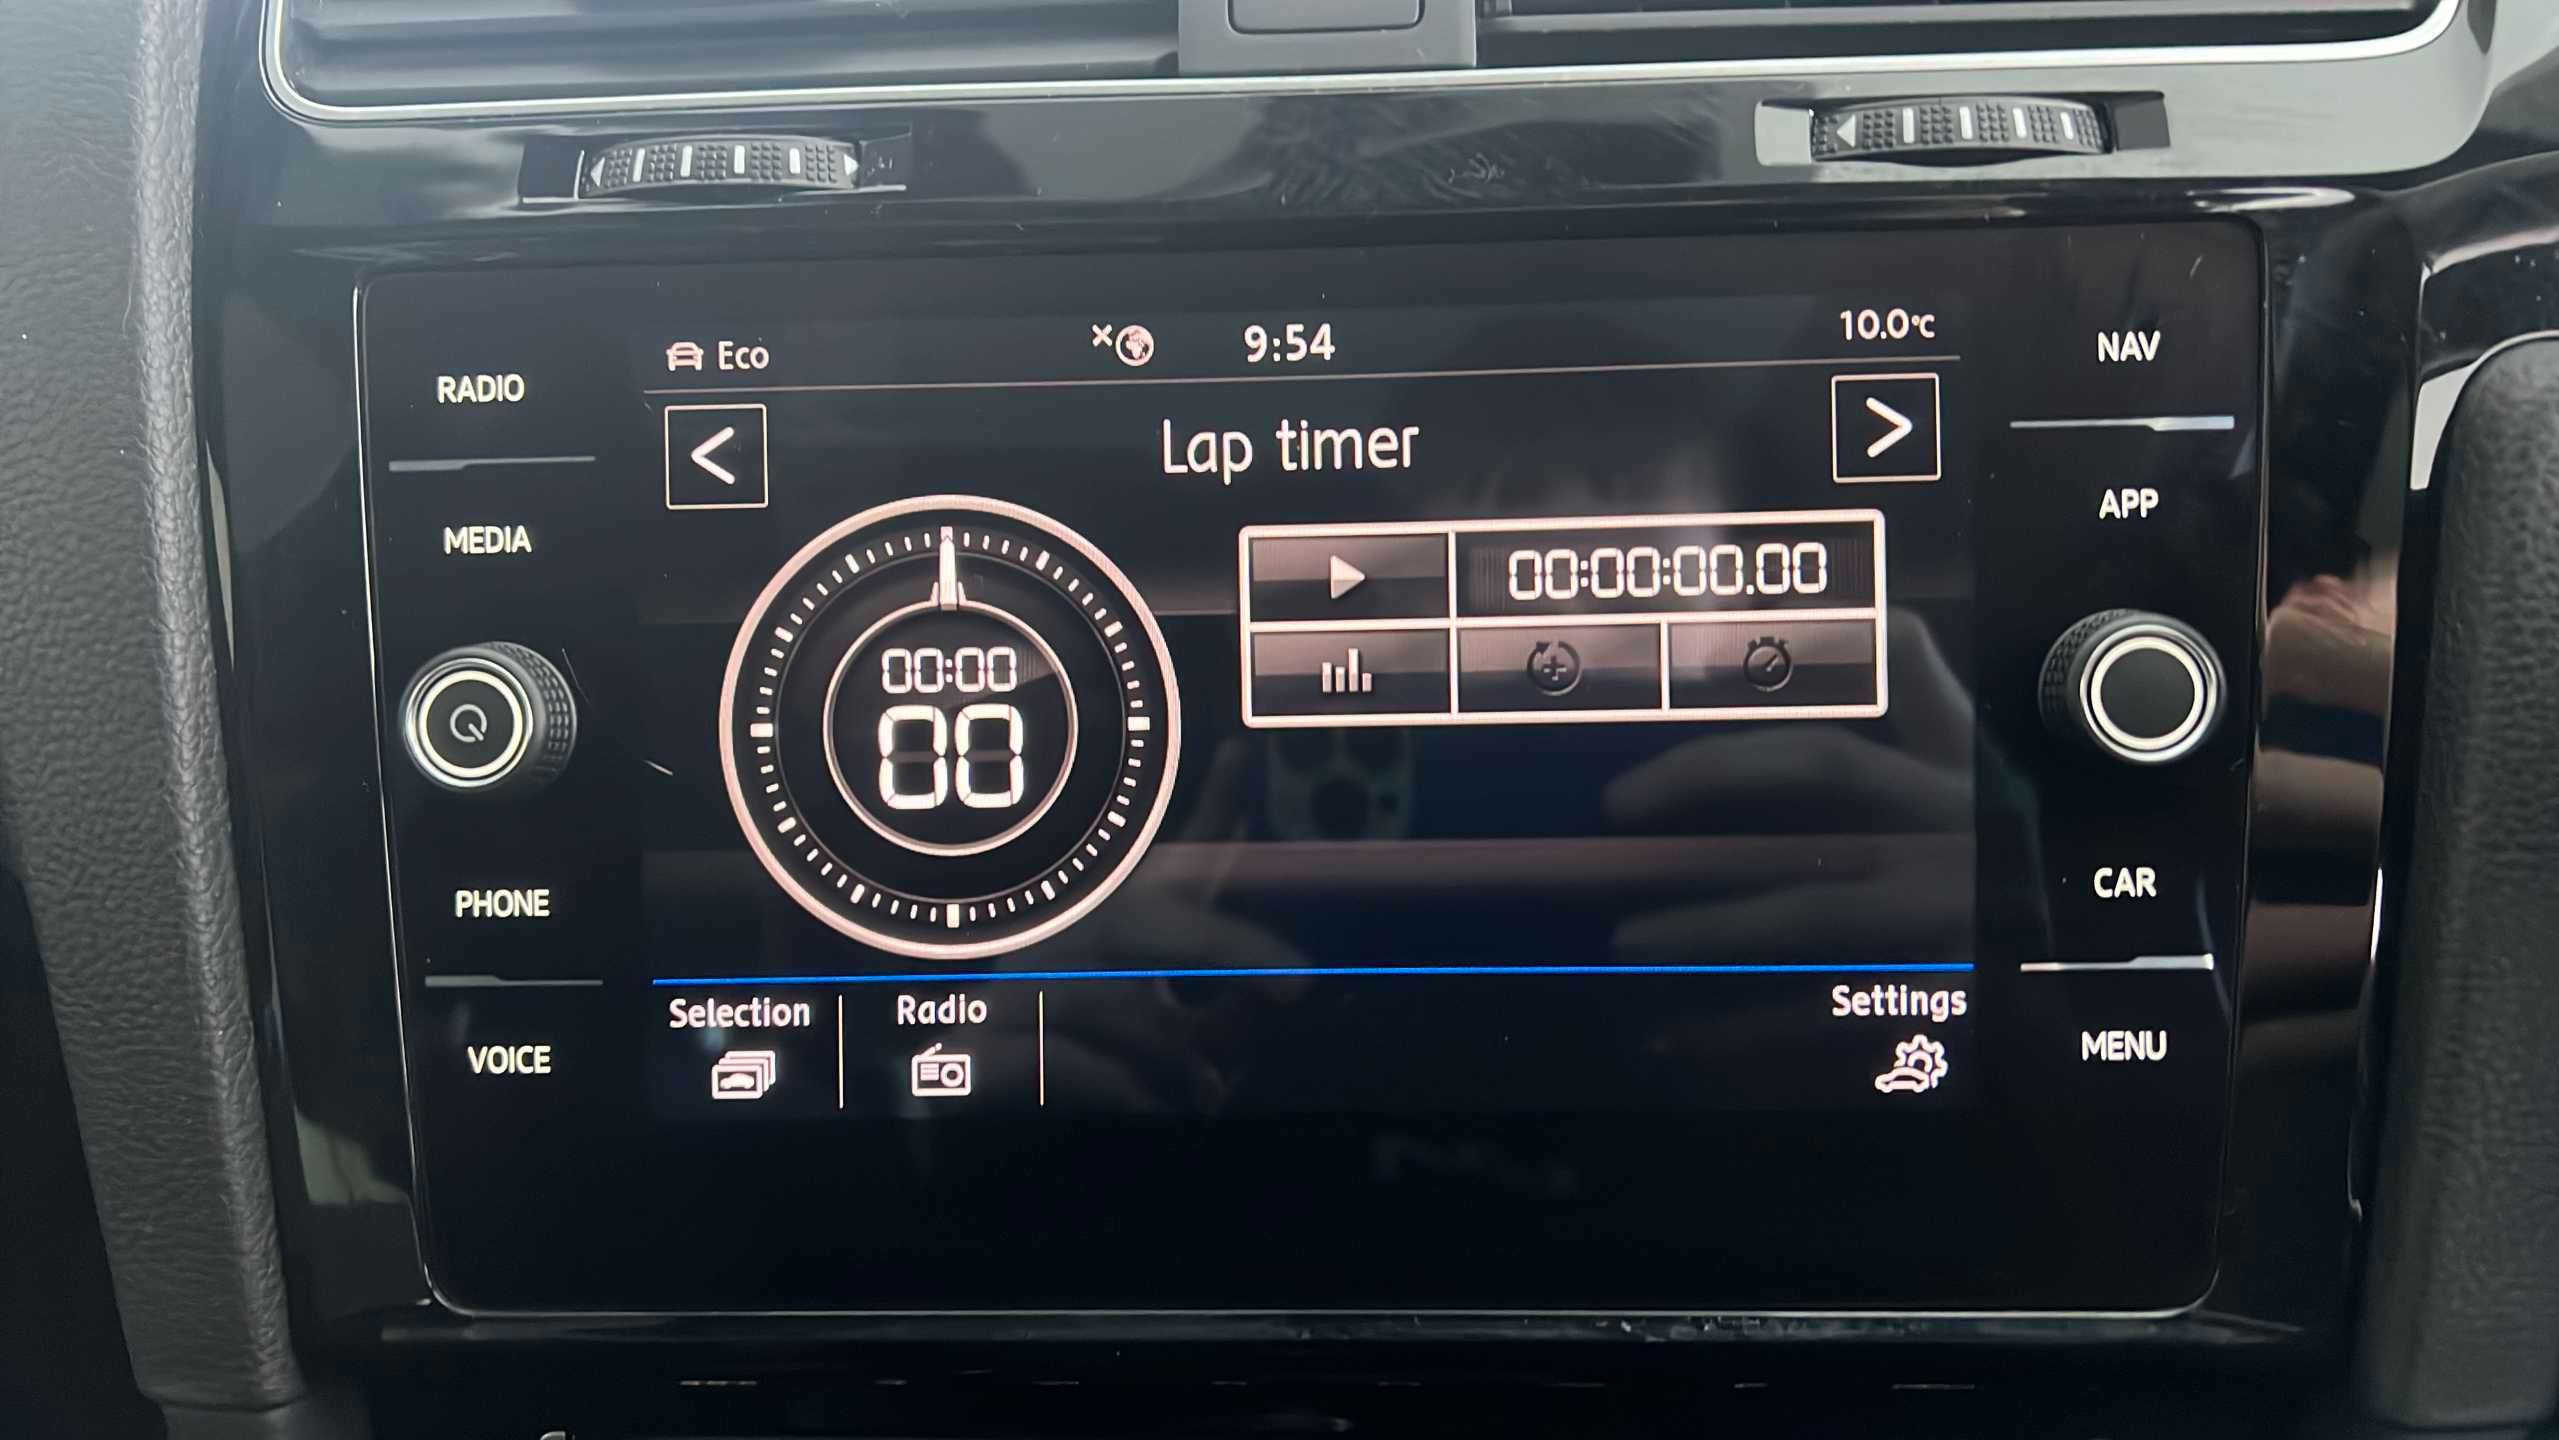 Eco
9:54
10.0°C
RADIO
NAV
Lap timer
APP
MEDIA
00:00:00.00
00:00
00
PHONE
CAR
Selection
Radio
Settings
VOICE
MENU